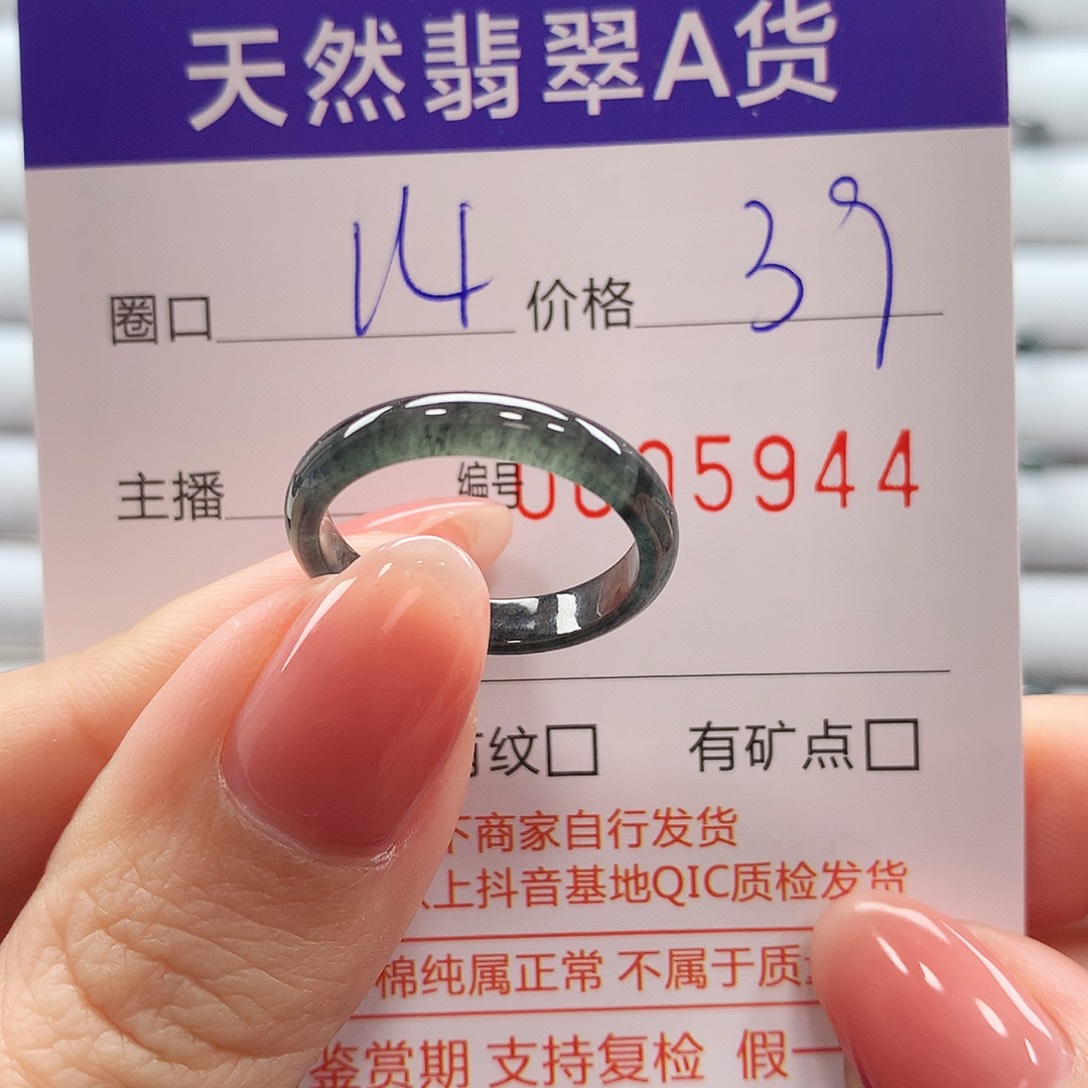 天然翡翠A货
圈口 14 价格 39
主播 编号 5944
纹□ 有矿点□
商家自行发货
上抖音基地QIC质检发货
棉纯属正常 不属于质
鉴赏期 支持复检 假一